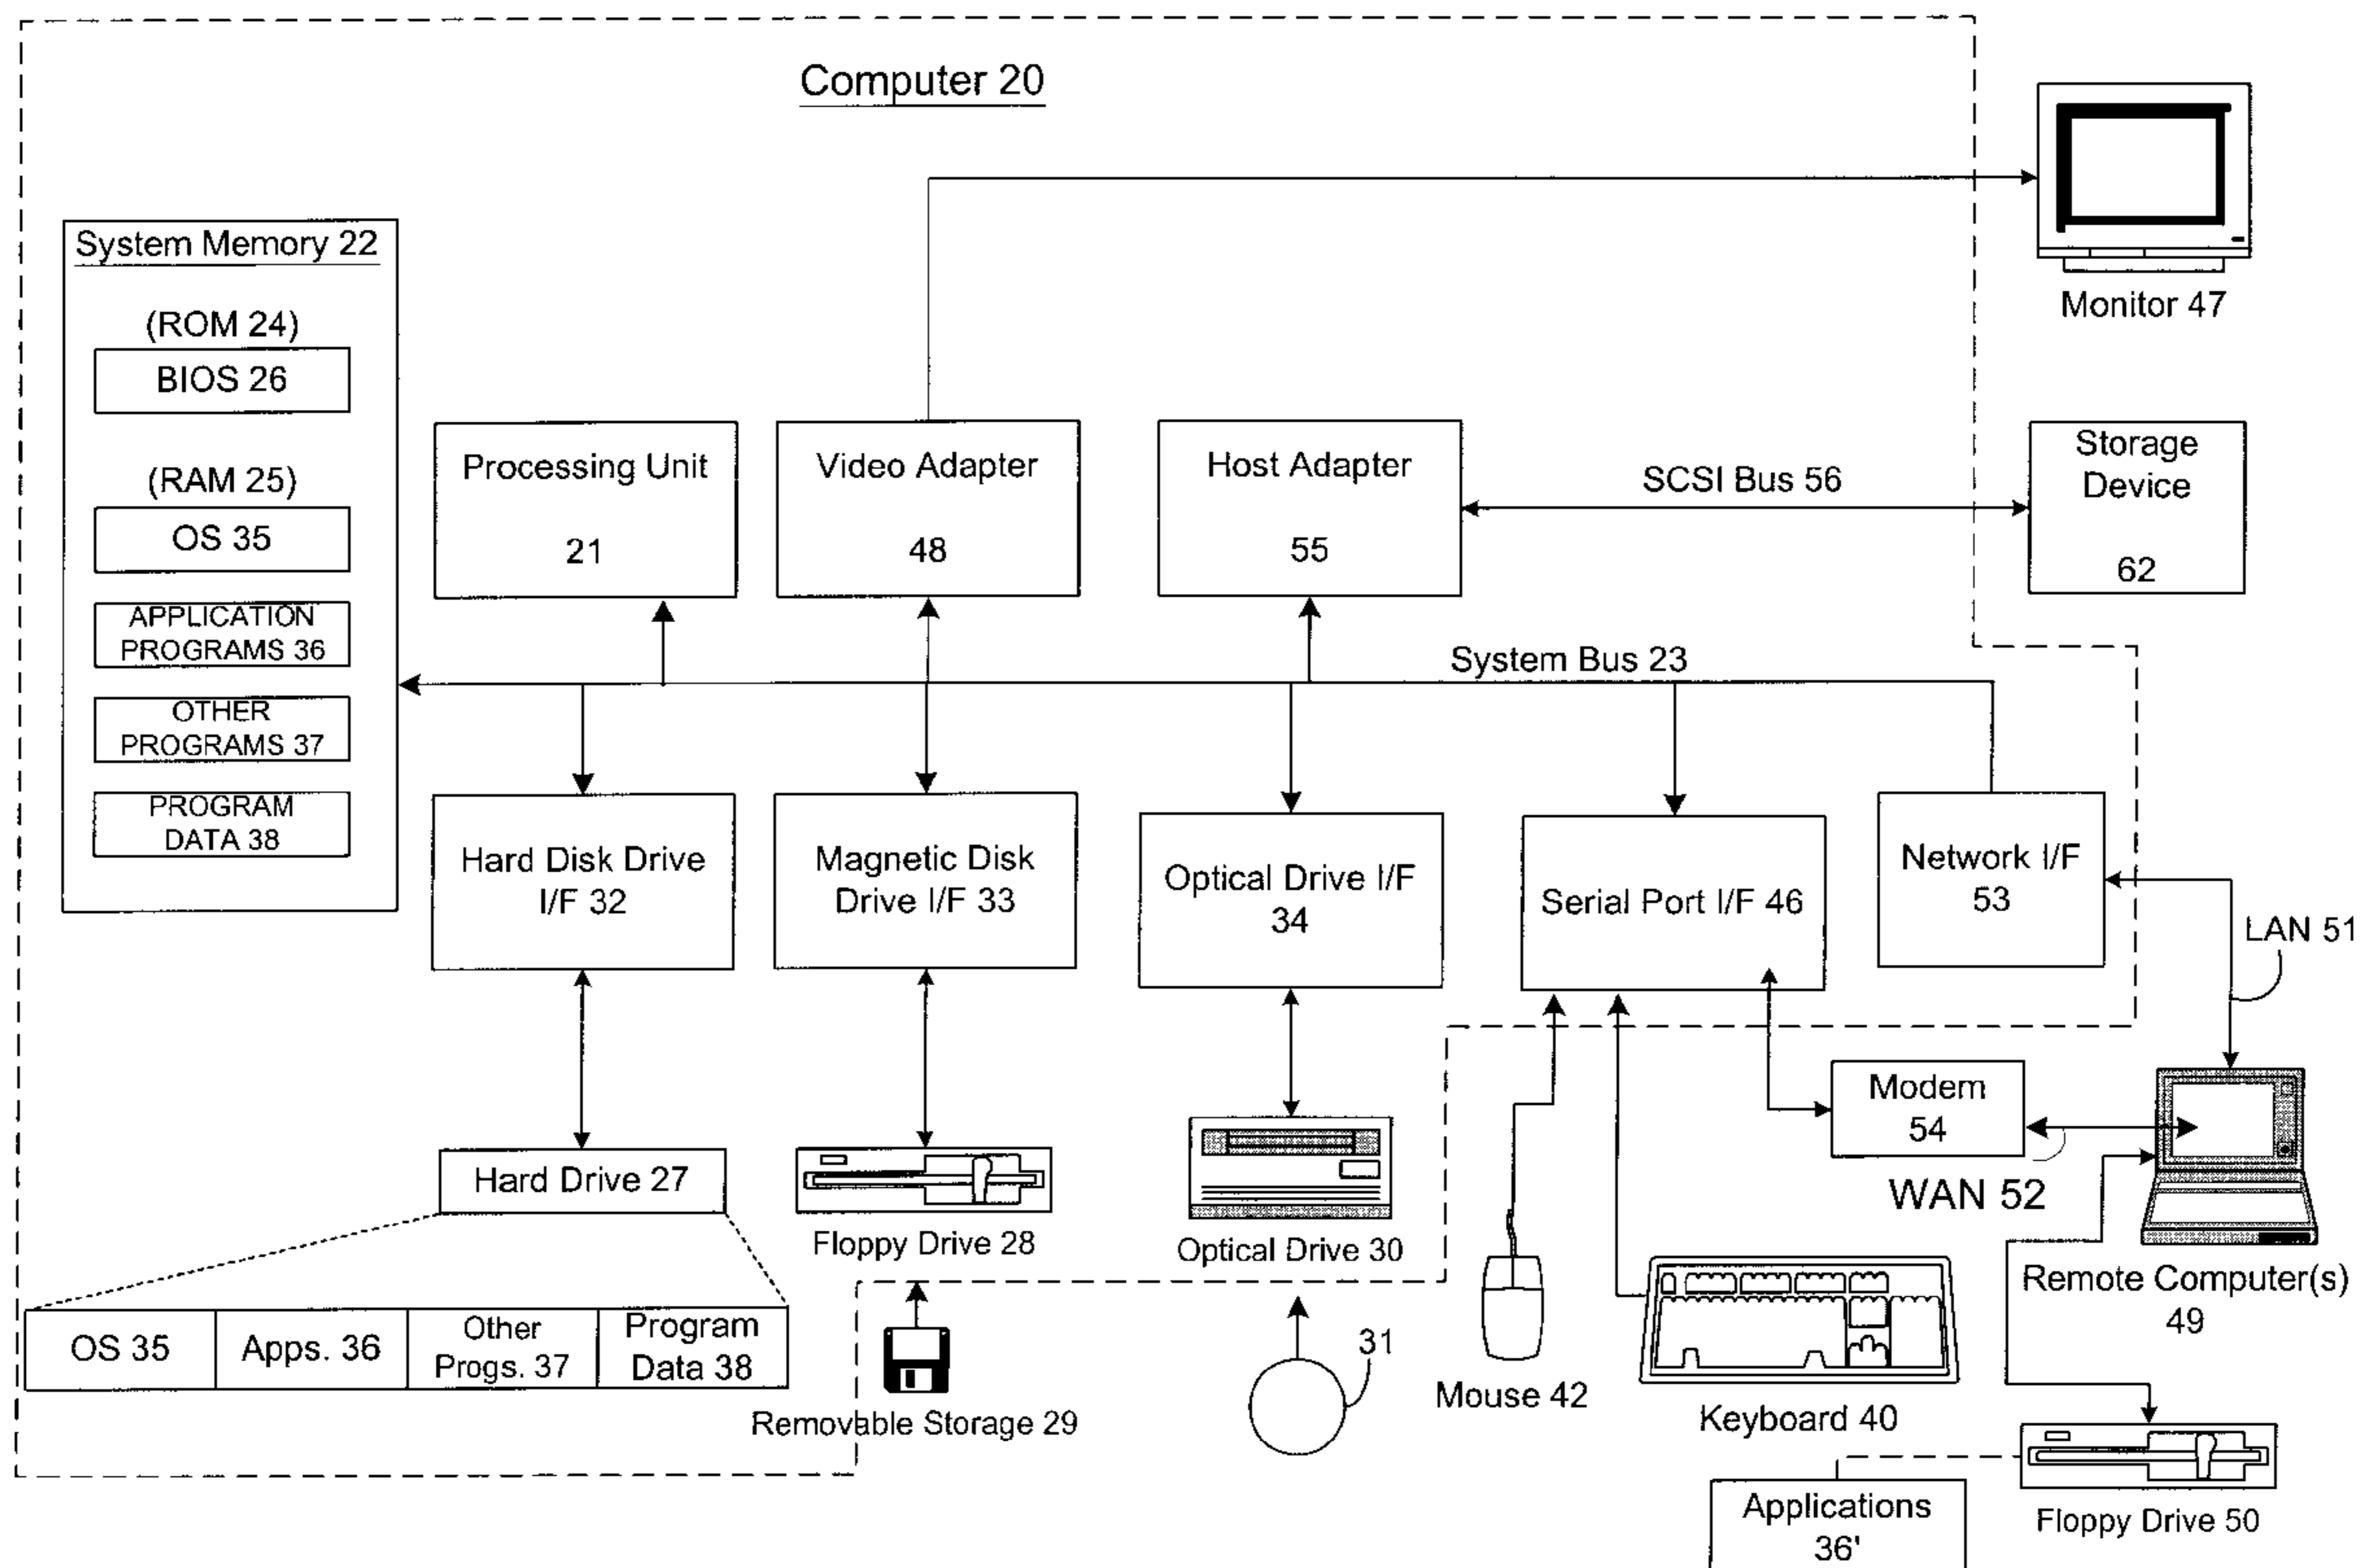 Computer 20
Monitor 47
System Memory 22
(ROM 24)
BIOS 26
(RAM 25)
OS 35
APPLICATION
PROGRAMS 36
OTHER
PROGRAMS 37
PROGRAM
DATA 38
Processing Unit
21
Video Adapter
48
Host Adapter
55
SCSI Bus 56
Storage
Device
62
System Bus 23
Hard Disk Drive
I/F 32
Magnetic Disk
Drive I/F 33
Optical Drive I/F
34
Serial Port I/F 46
Network I/F
53
LAN 51
Modem
54
WAN 52
Hard Drive 27
Floppy Drive 28
Optical Drive 30
Remote Computer(s)
49
OS 35
Apps. 36
Other
Progs. 37
Program
Data 38
Removable Storage 29
31
Mouse 42
Keyboard 40
Floppy Drive 50
Applications
36'